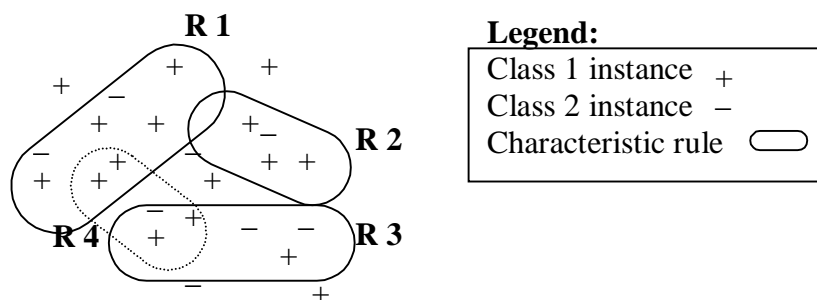 R 1
Legend:
Class 1 instance +
Class 2 instance –
Characteristic rule
R 2
R 4
R 3